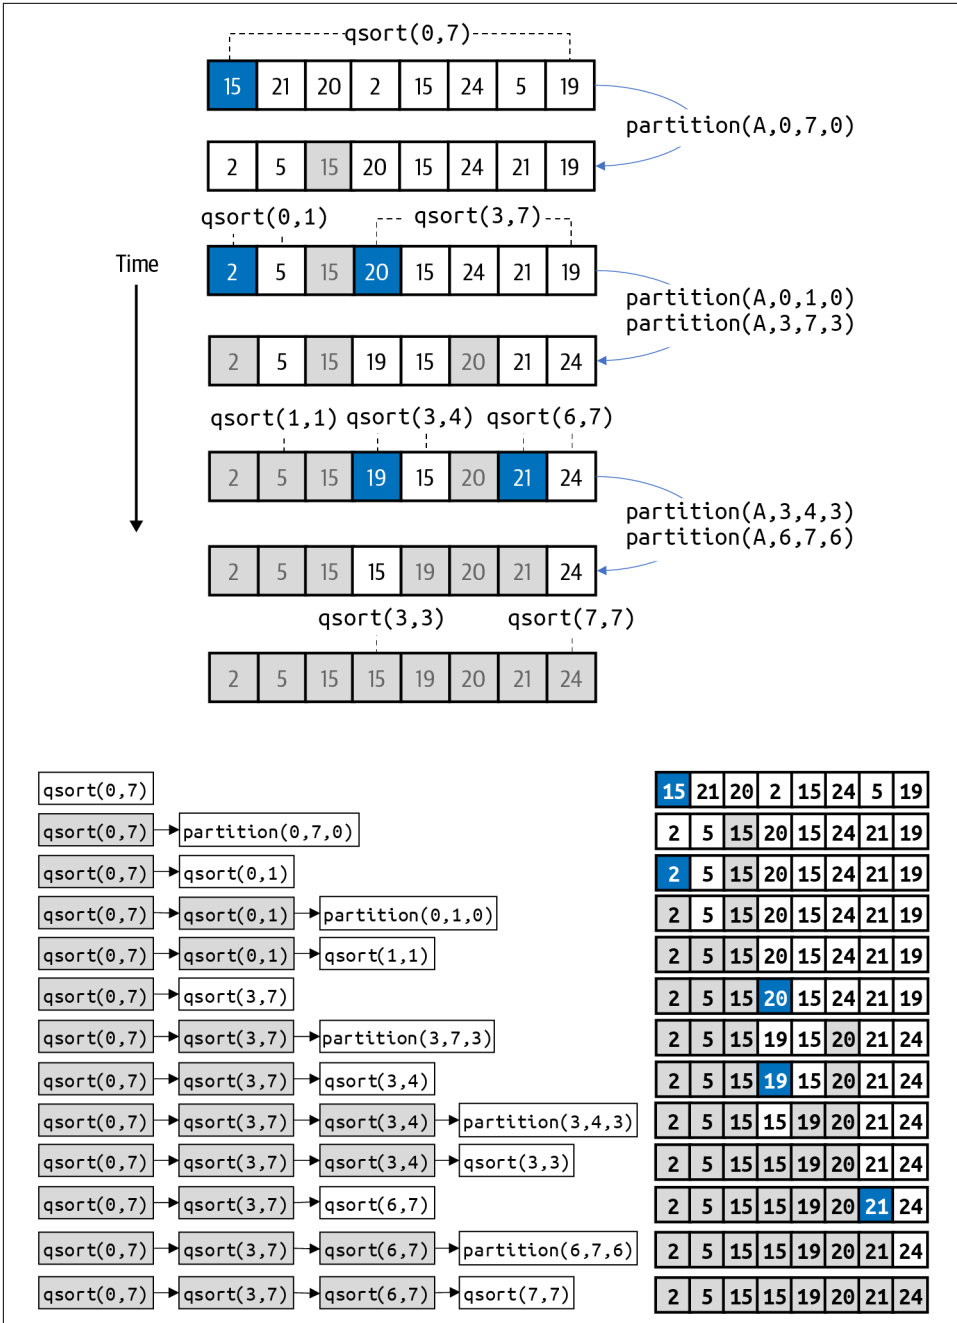 qsort(0,7)
15 21 20 2 15 24 5 19
partition(A,0,7,0)
2 5 15 20 15 24 21 19
qsort(0,1) qsort(3,7)
Time
2 5 15 20 15 24 21 19
partition(A,0,1,0)
partition(A,3,7,3)
2 5 15 19 15 20 21 24
qsort(1,1) qsort(3,4) qsort(6,7)
2 5 15 19 15 20 21 24
partition(A,3,4,3)
partition(A,6,7,6)
2 5 15 15 19 20 21 24
qsort(3,3) qsort(7,7)
2 5 15 15 19 20 21 24
qsort(0,7) 15 21 20 2 15 24 5 19
qsort(0,7) partition(0,7,0) 2 5 15 20 15 24 21 19
qsort(0,7) qsort(0,1) 2 5 15 20 15 24 21 19
qsort(0,7) qsort(0,1) partition(0,1,0) 2 5 15 20 15 24 21 19
qsort(0,7) qsort(0,1) qsort(1,1) 2 5 15 20 15 24 21 19
qsort(0,7) qsort(3,7) 2 5 15 20 15 24 21 19
qsort(0,7) qsort(3,7) partition(3,7,3) 2 5 15 19 15 20 21 24
qsort(0,7) qsort(3,7) qsort(3,4) 2 5 15 19 15 20 21 24
qsort(0,7) qsort(3,7) qsort(3,4) partition(3,4,3) 2 5 15 15 19 20 21 24
qsort(0,7) qsort(3,7) qsort(3,4) qsort(3,3) 2 5 15 15 19 20 21 24
qsort(0,7) qsort(3,7) qsort(6,7) 2 5 15 15 19 20 21 24
qsort(0,7) qsort(3,7) qsort(6,7) partition(6,7,6) 2 5 15 15 19 20 21 24
qsort(0,7) qsort(3,7) qsort(6,7) qsort(7,7) 2 5 15 15 19 20 21 24